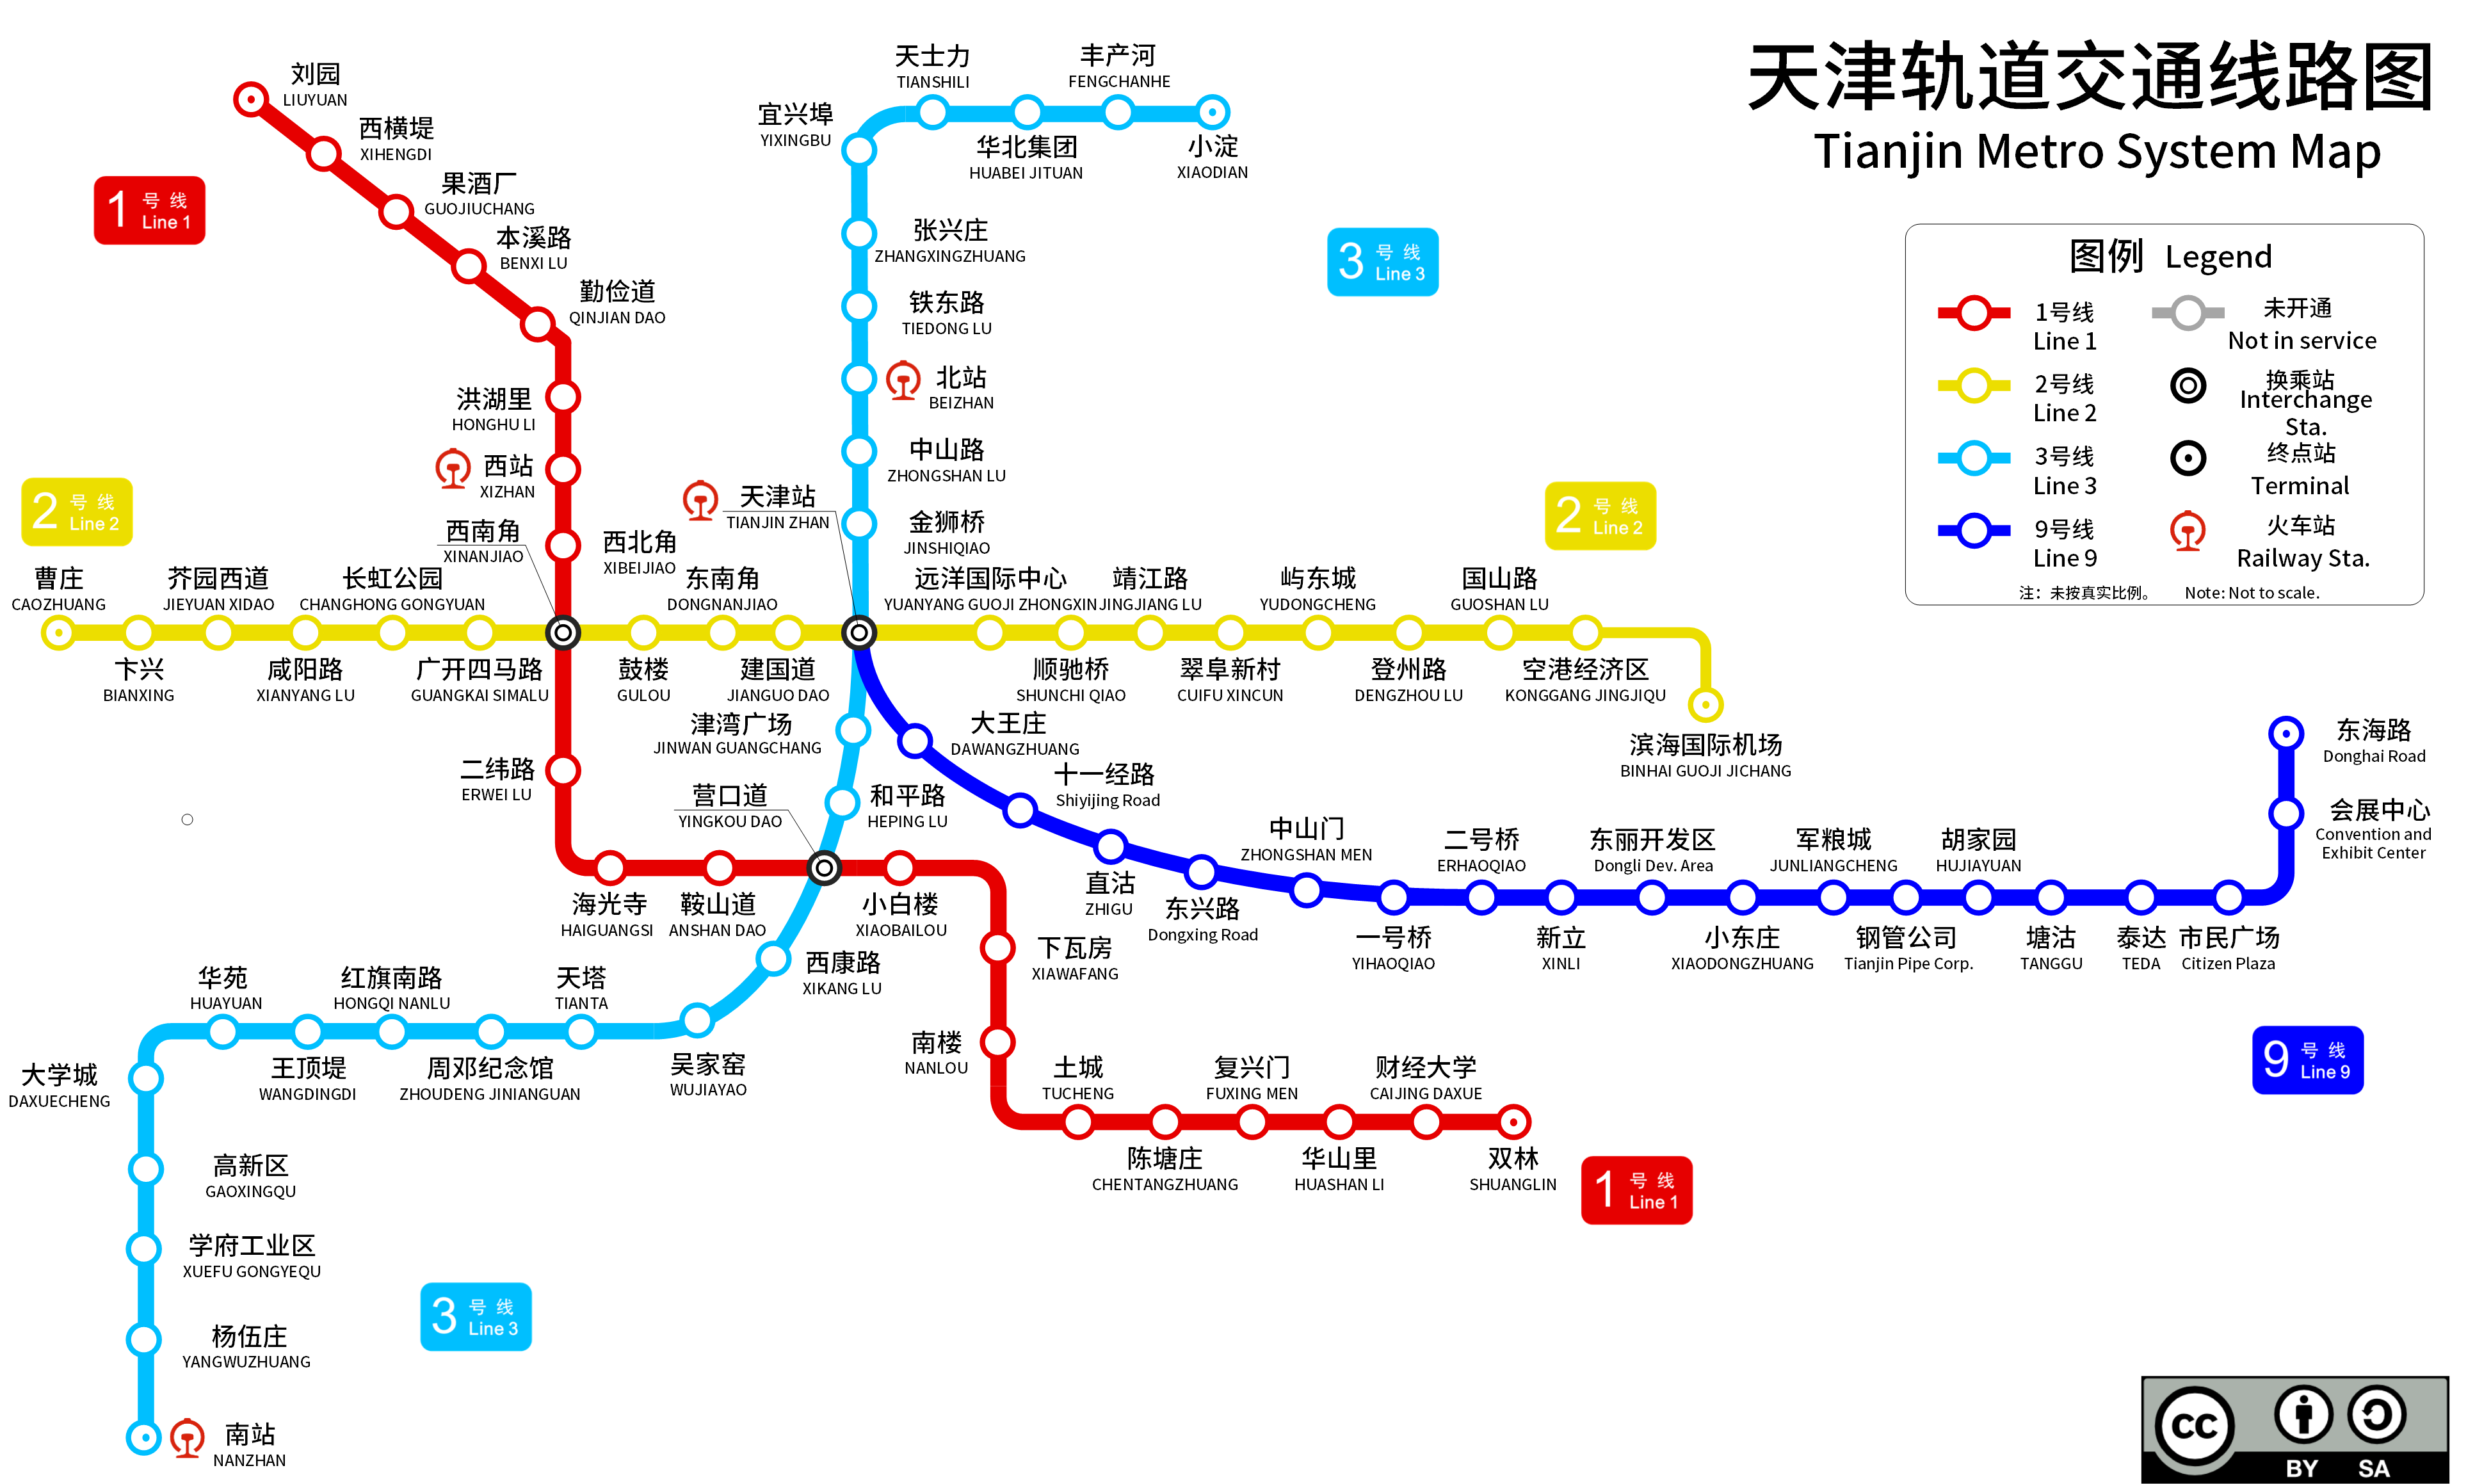 天津轨道交通线路图
Tianjin Metro System Map
图例 Legend
1号线
Line 1
2号线
Line 2
3号线
Line 3
9号线
Line 9
未开通
Not in service
换乘站
Interchange
Sta.
终点站
Terminal
火车站
Railway Sta.
注：未按真实比例。 Note: Not to scale.
1 号线
Line 1
刘园
LIUYUAN
西横堤
XIHENGDI
果酒厂
GUOJIUCHANG
本溪路
BENXI LU
勤俭道
QINJIAN DAO
洪湖里
HONGHU LI
西站
XIZHAN
西北角
XIBEIJIAO
西南角
XINANJIAO
二纬路
ERWEI LU
海光寺
HAIGUANGSI
鞍山道
ANSHAN DAO
营口道
YINGKOU DAO
小白楼
XIAOBAILOU
下瓦房
XIAWAFANG
南楼
NANLOU
土城
TUCHENG
陈塘庄
CHENTANGZHUANG
复兴门
FUXING MEN
华山里
HUASHAN LI
财经大学
CAIJING DAXUE
双林
SHUANGLIN
1 号线
Line 1
2 号线
Line 2
曹庄
CAOZHUANG
卞兴
BIANXING
芥园西道
JIEYUAN XIDAO
咸阳路
XIANYANG LU
长虹公园
CHANGHONG GONGYUAN
广开四马路
GUANGKAI SIMALU
鼓楼
GULOU
东南角
DONGNANJIAO
建国道
JIANGUO DAO
天津站
TIANJIN ZHAN
远洋国际中心
YUANYANG GUOJI ZHONGXIN
顺驰桥
SHUNCHI QIAO
靖江路
JINGJIANG LU
翠阜新村
CUIFU XINCUN
屿东城
YUDONGCHENG
登州路
DENGZHOU LU
国山路
GUOSHAN LU
空港经济区
KONGGANG JINGJIQU
滨海国际机场
BINHAI GUOJI JICHANG
2 号线
Line 2
3 号线
Line 3
小淀
XIAODIAN
丰产河
FENGCHANHE
华北集团
HUABEI JITUAN
天士力
TIANSHILI
宜兴埠
YIXINGBU
张兴庄
ZHANGXINGZHUANG
铁东路
TIEDONG LU
北站
BEIZHAN
中山路
ZHONGSHAN LU
金狮桥
JINSHIQIAO
津湾广场
JINWAN GUANGCHANG
和平路
HEPING LU
西康路
XIKANG LU
吴家窑
WUJIAYAO
天塔
TIANTA
周邓纪念馆
ZHOUDENG JINIANGUAN
红旗南路
HONGQI NANLU
王顶堤
WANGDINGDI
华苑
HUAYUAN
大学城
DAXUECHENG
高新区
GAOXINGQU
学府工业区
XUEFU GONGYEQU
杨伍庄
YANGWUZHUANG
南站
NANZHAN
3 号线
Line 3
大王庄
DAWANGZHUANG
十一经路
Shiyijing Road
直沽
ZHIGU
东兴路
Dongxing Road
中山门
ZHONGSHAN MEN
一号桥
YIHAOQIAO
二号桥
ERHAOQIAO
新立
XINLI
东丽开发区
Dongli Dev. Area
小东庄
XIAODONGZHUANG
军粮城
JUNLIANGCHENG
钢管公司
Tianjin Pipe Corp.
胡家园
HUJIAYUAN
塘沽
TANGGU
泰达
TEDA
市民广场
Citizen Plaza
会展中心
Convention and
Exhibit Center
东海路
Donghai Road
9 号线
Line 9
cc
BY SA